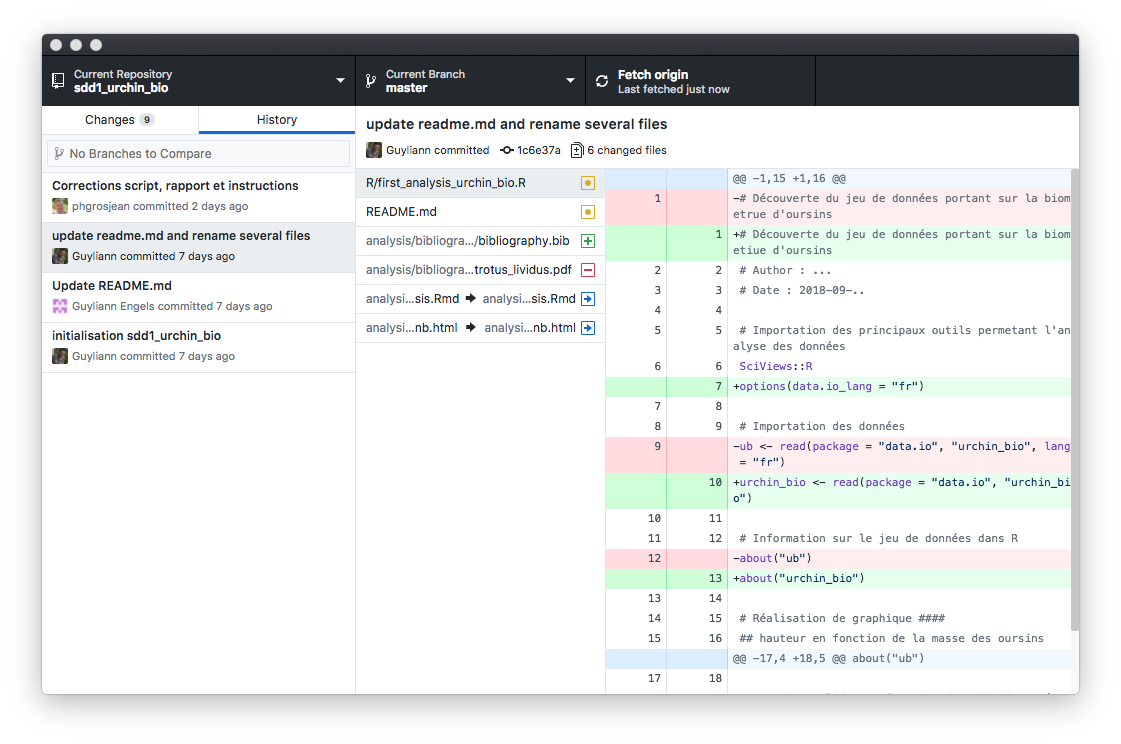 Current Repository
sdd1_urchin_bio
Current Branch
master
Fetch origin
Last fetched just now
Changes 9
History
No Branches to Compare
Corrections script, rapport et instructions
phgrosjean committed 2 days ago
update readme.md and rename several files
Guyliann committed 7 days ago
Update README.md
Guyliann Engels committed 7 days ago
initialisation sdd1_urchin_bio
Guyliann committed 7 days ago
update readme.md and rename several files
Guyliann committed 1c6e37a 6 changed files
R/first_analysis_urchin_bio.R
README.md
analysis/bibliogra.../bibliography.bib
analysis/bibliogra...trotus_lividus.pdf
analysi...sis.Rmd → analysi...sis.Rmd
analysi...nb.html → analysi...nb.html
@@ -1,15 +1,16 @@
1 -# Découverte du jeu de données portant sur la biom
etrue d'oursins
1 +# Découverte du jeu de données portant sur la biom
etiue d'oursins
2 2 # Author : ...
3 3 # Date : 2018-09-..
4 4
5 5 # Importation des principaux outils permetant l'an
alyse des données
6 6 SciViews::R
7 +options(data.io_lang = "fr")
7 8
8 9 # Importation des données
9 -ub <- read(package = "data.io", "urchin_bio", lang
= "fr")
10 +urchin_bio <- read(package = "data.io", "urchin_bi
o")
10 11
11 12 # Information sur le jeu de données dans R
12 -about("ub")
13 +about("urchin_bio")
13 14
14 15 # Réalisation de graphique ####
15 16 ## hauteur en fonction de la masse des oursins
@@ -17,4 +18,5 @@ about("ub")
17 18